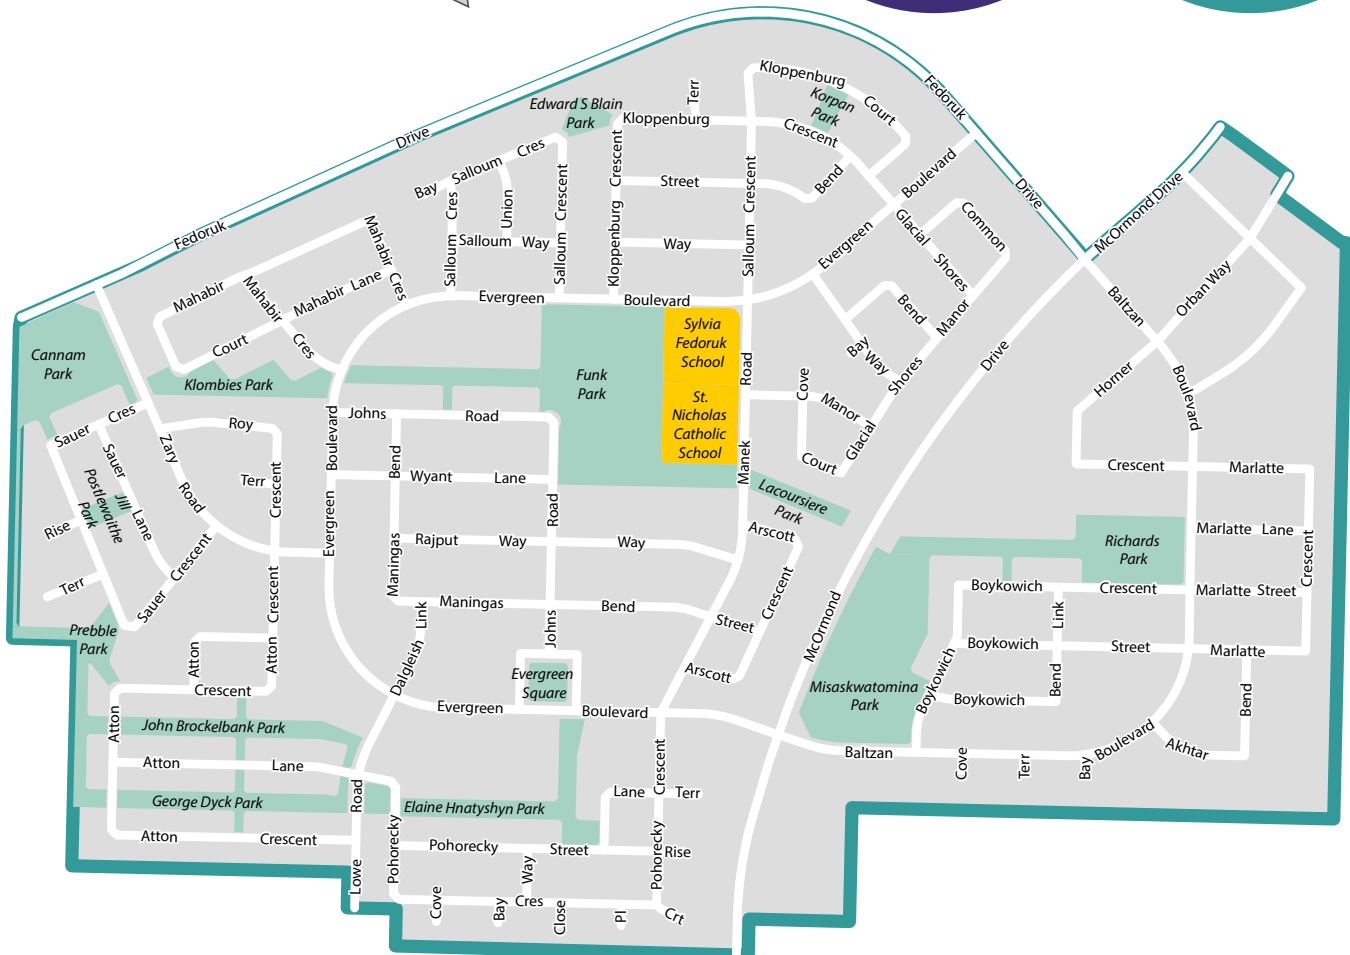 Kloppenburg
Court
Korpan
Park
Terr
Fedoruk
Edward S Blain
Park
Kloppenburg
Crescent
Drive
Boulevard
Bend
Salloum
Cres
Bay
Kloppenburg Crescent
Street
Salloum Crescent
Drive
McOrmond Drive
Salloum Cres
Union
Salloum Crescent
Fedoruk
Mahabir Cres
Salloum Way
Way
Evergreen
Glacial Shores
Common
Mahabir
Mahabir Cres
Mahabir Lane
Evergreen
Boulevard
Bend
Manor
Baltzan
Orban Way
Court
Sylvia
Fedoruk
School
Bay
Way
Shores
Drive
Cannam
Park
Klombies Park
Funk
Park
Road
Homer
Boulevard
St.
Nicholas
Catholic
School
Cove
Manor
Glacial
Court
Sauer Cres
Roy
Johns
Road
Zary Road
Boulevard
Bend
Manek
Sauer Lane
Jill
Postlewaithe
Park
Terr
Crescent
Wyant
Lane
Crescent
Marlatte
Lacoursiere
Park
Rise
Evergreen
Road
Arscott
Crescent
Marlatte Lane
Crescent
Richards
Park
Rajput
Way
Way
Terr
Sauer Crescent
Crescent
Maningas
Maningas
Bend
Street
Boykowich
Crescent
Marlatte Street
Link
Prebble
Park
Link
Dalgleish
Johns
McOrmond
Boykowich
Street
Marlatte
Atton
Atton
Crescent
Evergreen
Square
Arscott
Misaskwatomina
Park
Boykowich
Boykowich
Bend
Bend
Atton
John Brockelbank Park
Evergreen
Boulevard
Baltzan
Cove
Terr
Bay
Boulevard
Akhtar
Atton
Lane
Crescent
George Dyck Park
Road
Elaine Hnatyshyn Park
Lane
Terr
Atton
Crescent
Pohorecky
Pohorecky
Street
Pohorecky
Rise
Lowe
Way
Cove
Bay
Cres
Close
Pl
Crt